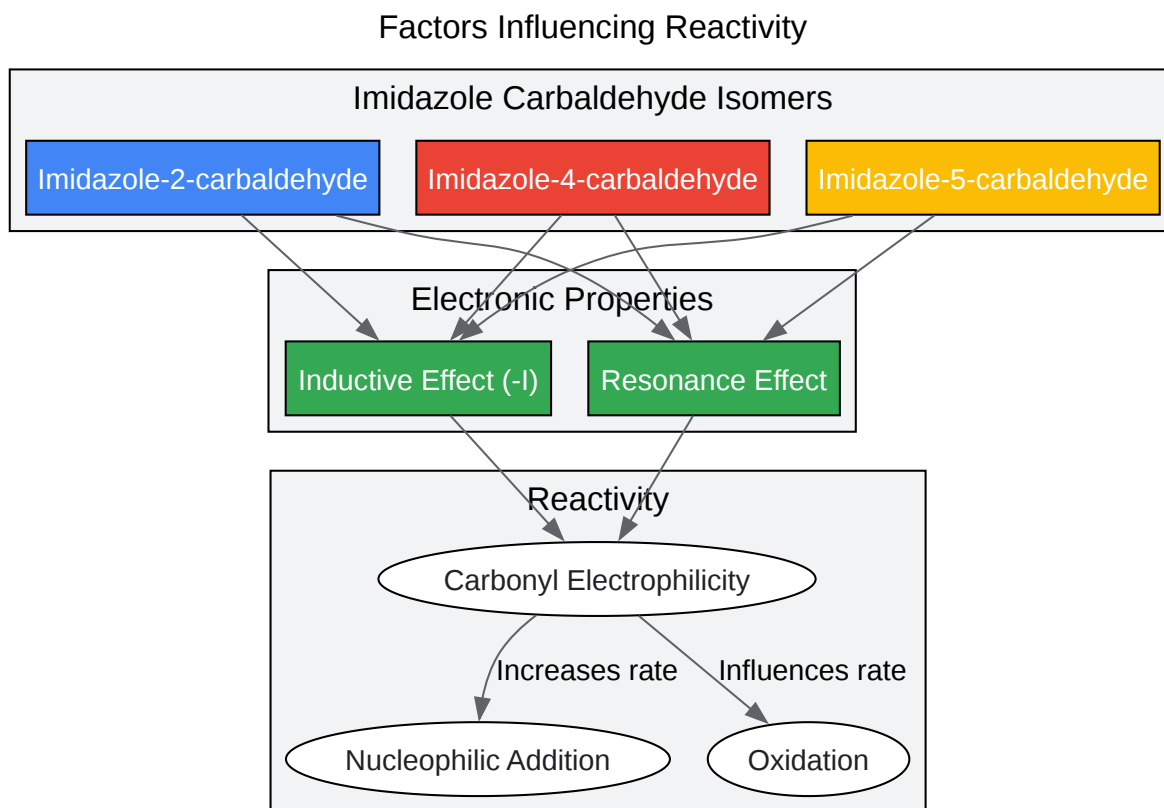 Factors Influencing Reactivity
Imidazole Carbaldehyde Isomers
Imidazole-2-carbaldehyde
Imidazole-4-carbaldehyde
Imidazole-5-carbaldehyde
Electronic Properties
Inductive Effect (-I)
Resonance Effect
Reactivity
Carbonyl Electrophilicity
Increases rate
Influences rate
Nucleophilic Addition
Oxidation